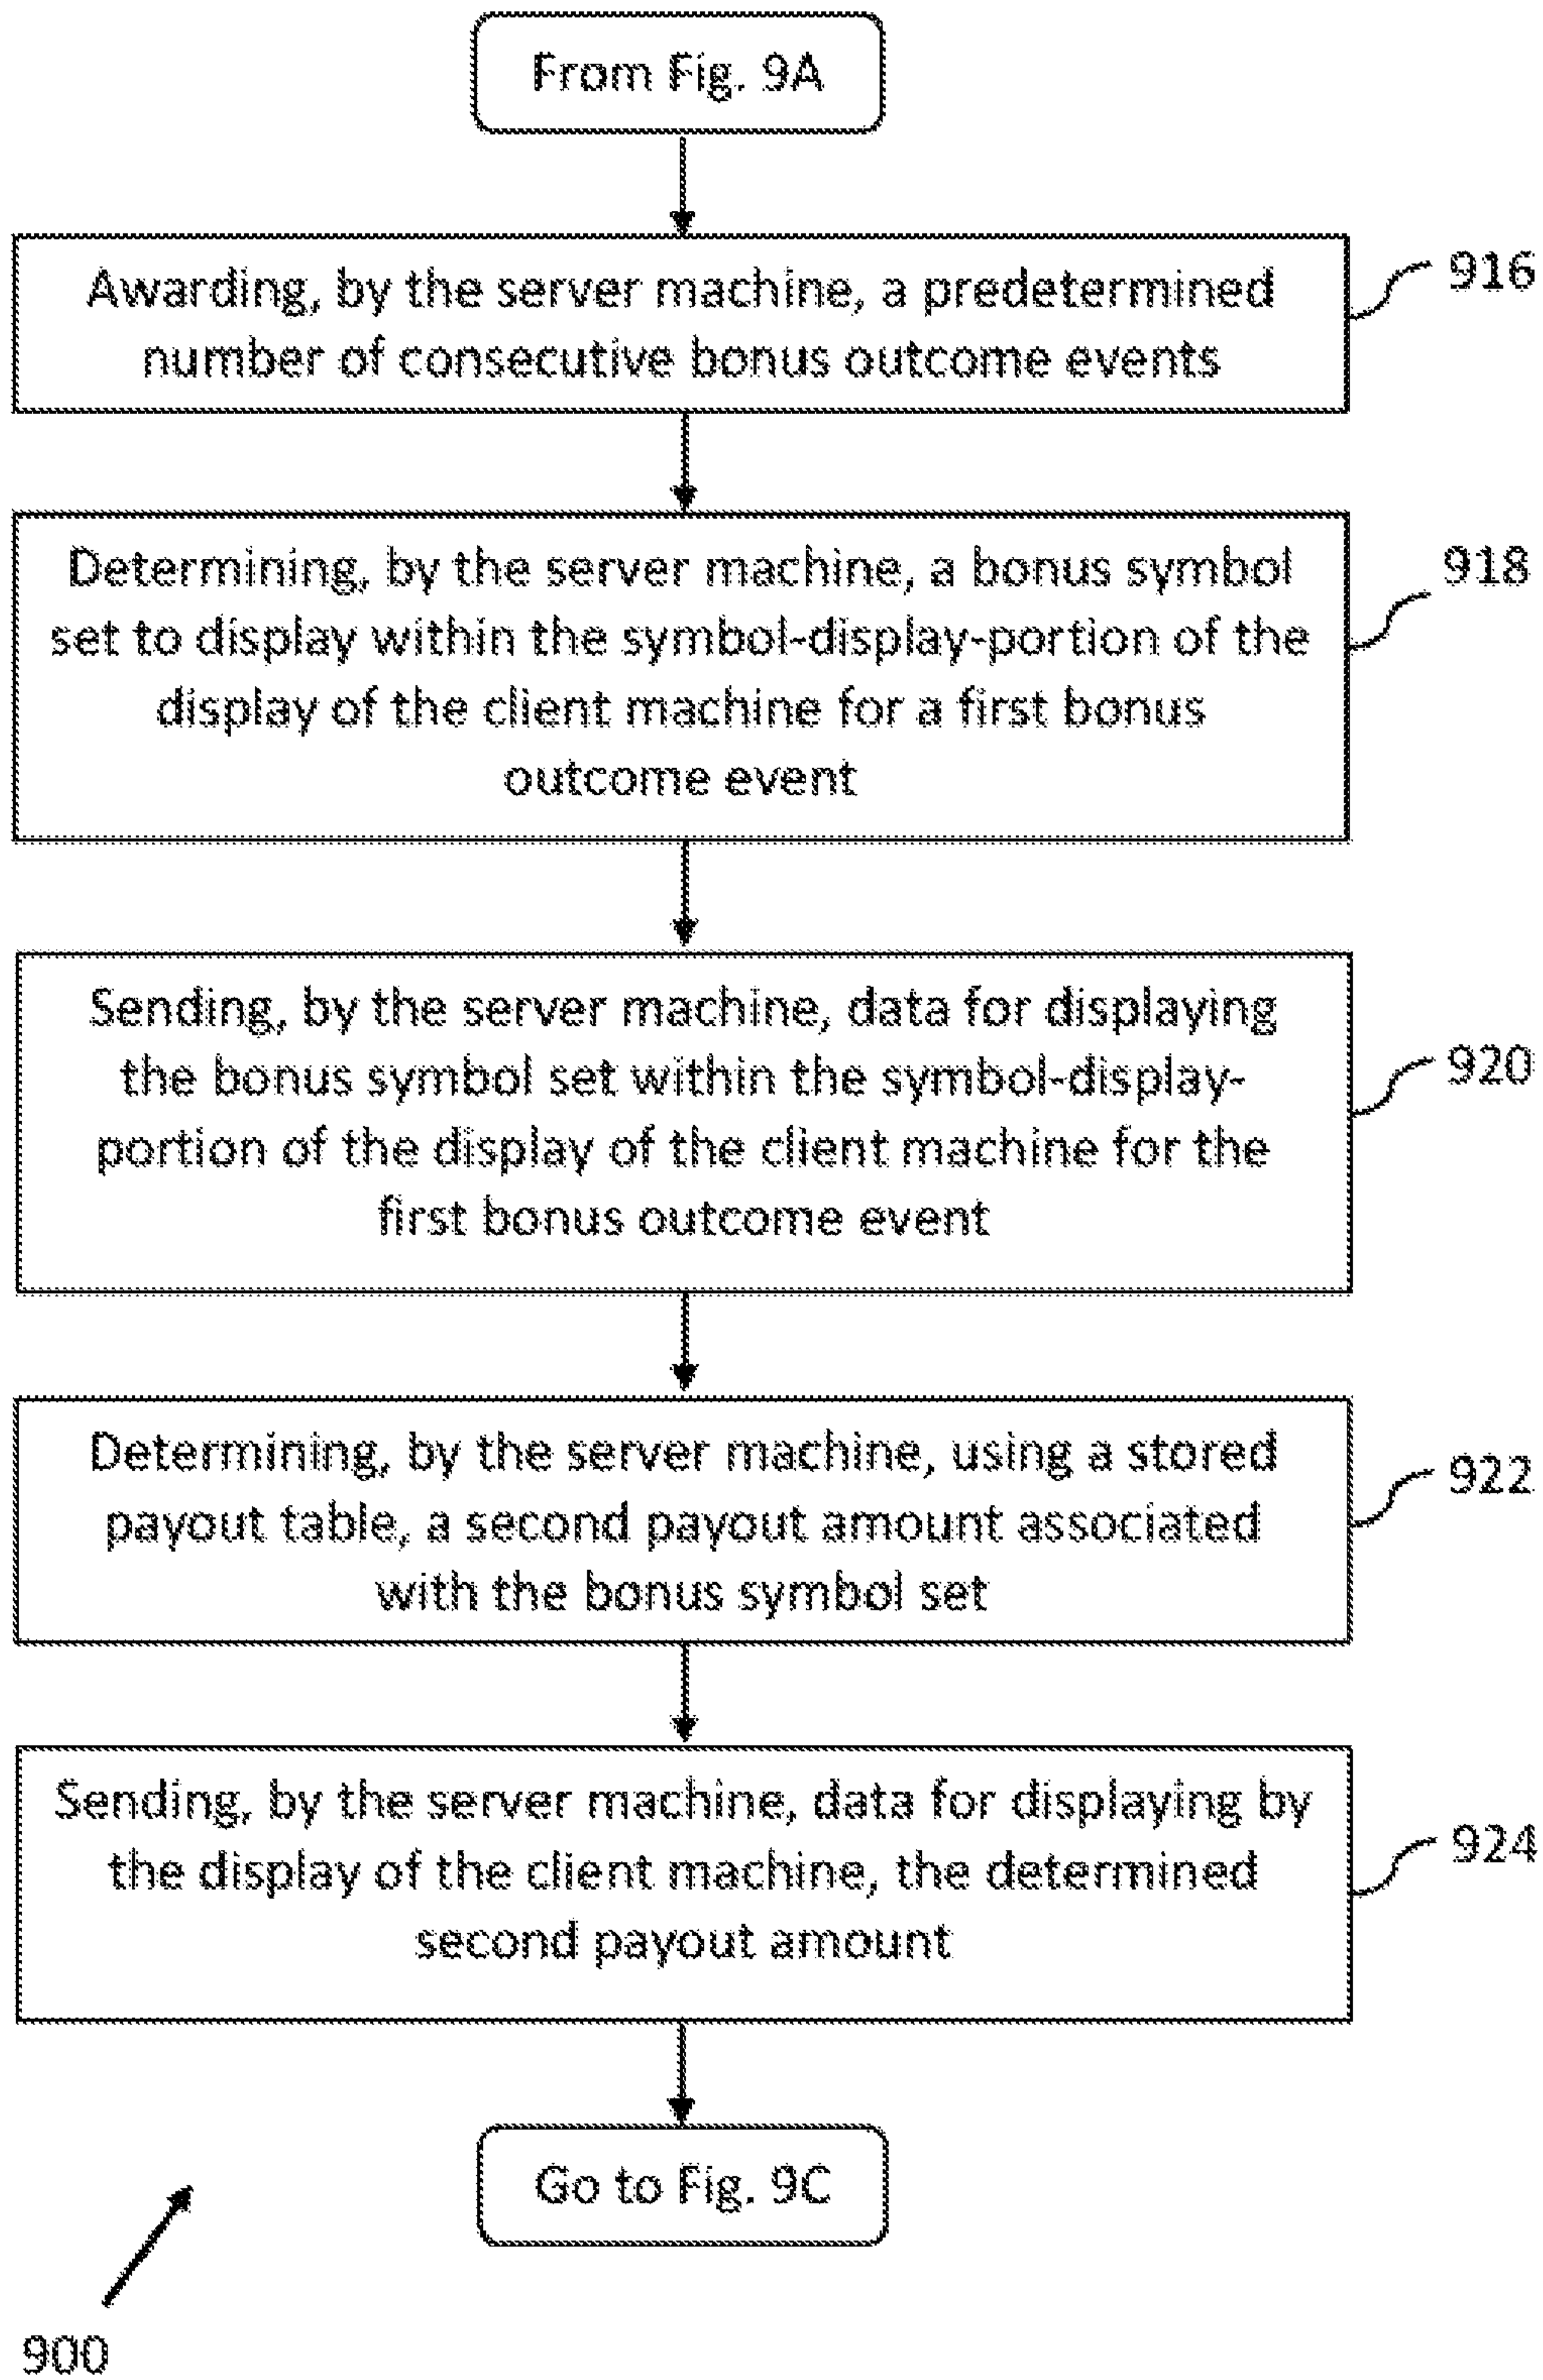 From Fig. 9A
Awarding, by the server machine, a predetermined
number of consecutive bonus outcome events
916
Determining, by the server machine, a bonus symbol
set to display within the symbol-display-portion of the
display of the client machine for a first bonus
outcome event
918
Sending, by the server machine, data for displaying
the bonus symbol set within the symbol-display-
portion of the display of the client machine for the
first bonus outcome event
920
Determining, by the server machine, using a stored
payout table, a second payout amount associated
with the bonus symbol set
922
Sending, by the server machine, data for displaying by
the display of the client machine, the determined
second payout amount
924
Go to Fig. 9C
900